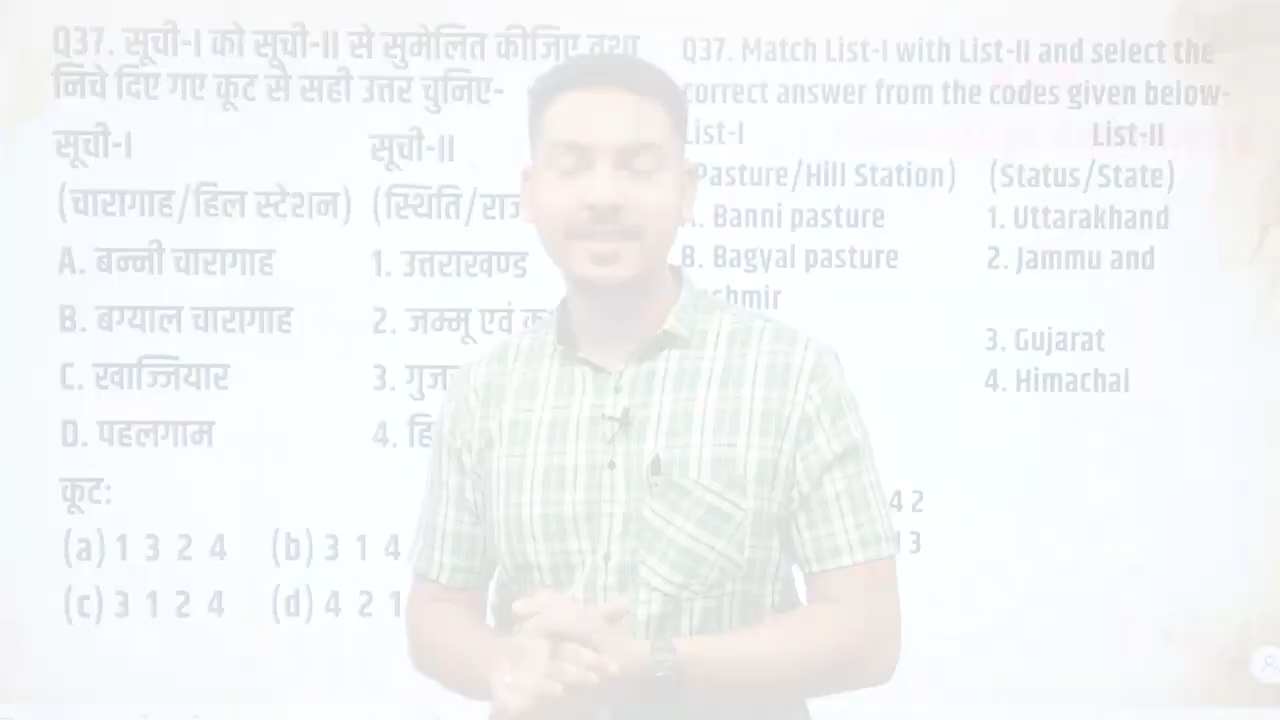 Q37. सूची-I को सूची-II से सुमेलित कीजिए तथा
निचे दिए गए कूट से सही उत्तर चुनिए-
सूची-I सूची-II
(चारागाह/हिल स्टेशन) (स्थिति/
A. बन्नी चारागाह 1. उत्तराखण्ड
B. बग्याल चारागाह 2. जम्मू एवं
C. खाज्जियार 3.
D. पहलगाम 4.
कूट:
(a) 1 3 2 4 (b) 3 1 4
(c) 3 1 2 4 (d) 4 2 1
Q37. Match List-I with List-II and select the
correct answer from the codes given below-
List-I List-II
Pasture/Hill Station) (Status/State)
A. Banni pasture 1. Uttarakhand
B. Bagyal pasture 2. Jammu and
3. Gujarat
4. Himachal
4 2
3